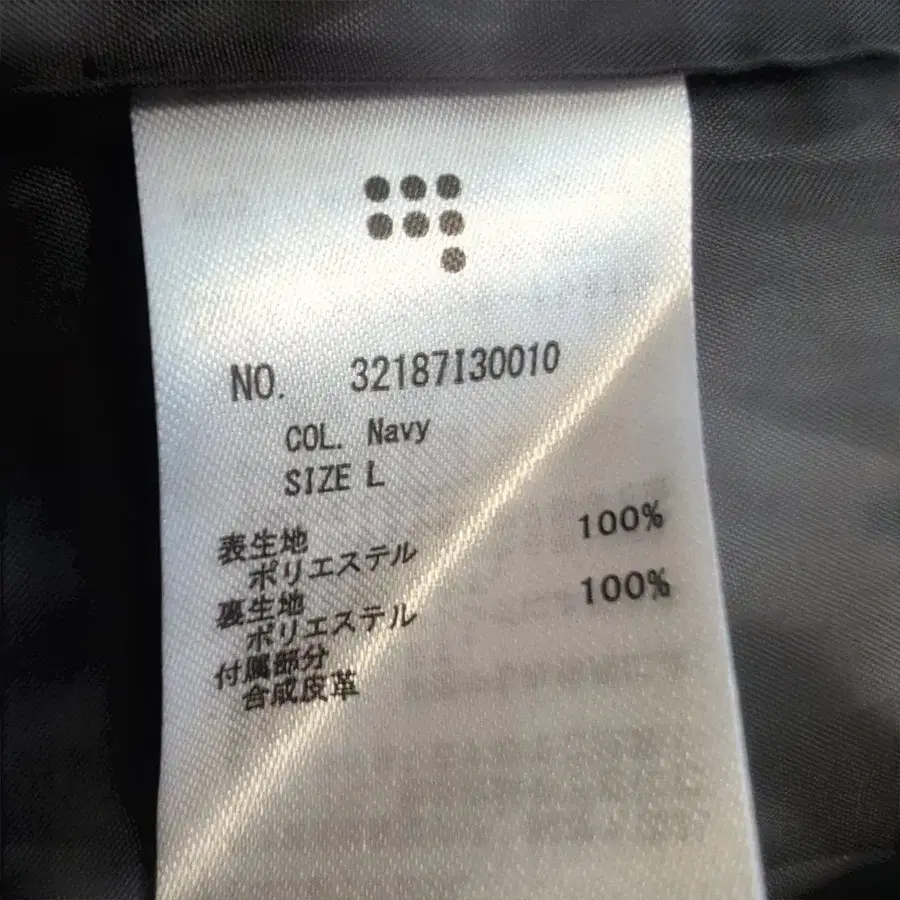 NO. 32187I30010
COL. Navy
SIZE L
表生地
ポリエステル 100%
裏生地
ポリエステル 100%
付属部分
合成皮革